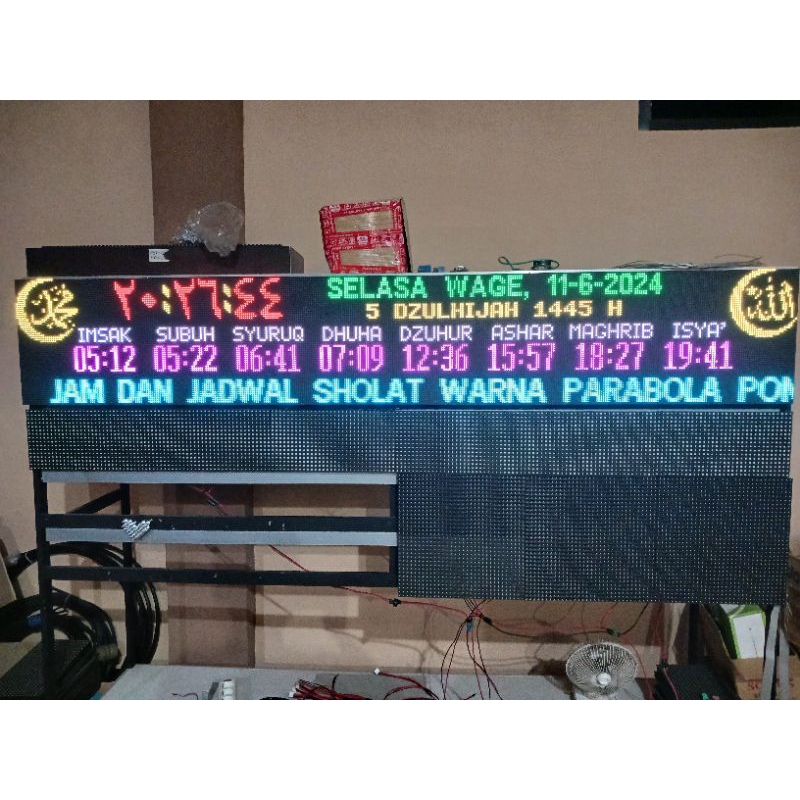 محمد
٢٠:٢٦:٤٤
SELASA WAGE, 11-6-2024
5 DZULHIJAH 1445 H
الله
IMSAK SUBUH SYURUQ DHUHA DZUHUR ASHAR MAGHRIB ISYA'
05:12 05:22 06:41 07:09 12:36 15:57 18:27 19:41
JAM DAN JADWAL SHOLAT WARNA PARABOLA PON